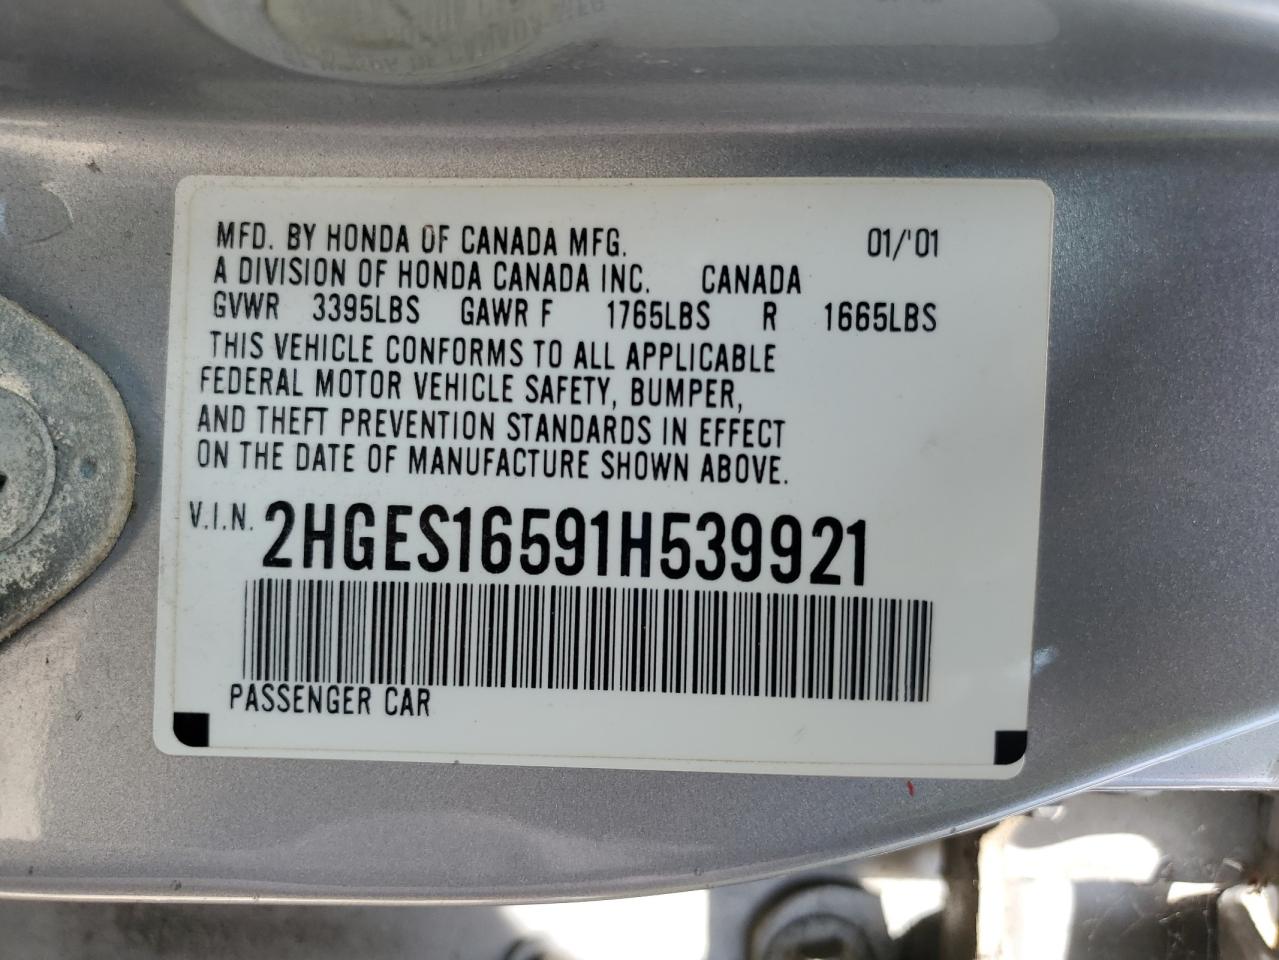 MFD. BY HONDA OF CANADA MFG. 01/'01
A DIVISION OF HONDA CANADA INC. CANADA
GVWR 3395LBS GAWR F 1765LBS R 1665LBS
THIS VEHICLE CONFORMS TO ALL APPLICABLE
FEDERAL MOTOR VEHICLE SAFETY, BUMPER,
AND THEFT PREVENTION STANDARDS IN EFFECT
ON THE DATE OF MANUFACTURE SHOWN ABOVE.
V.I.N. 2HGES16591H539921
PASSENGER CAR